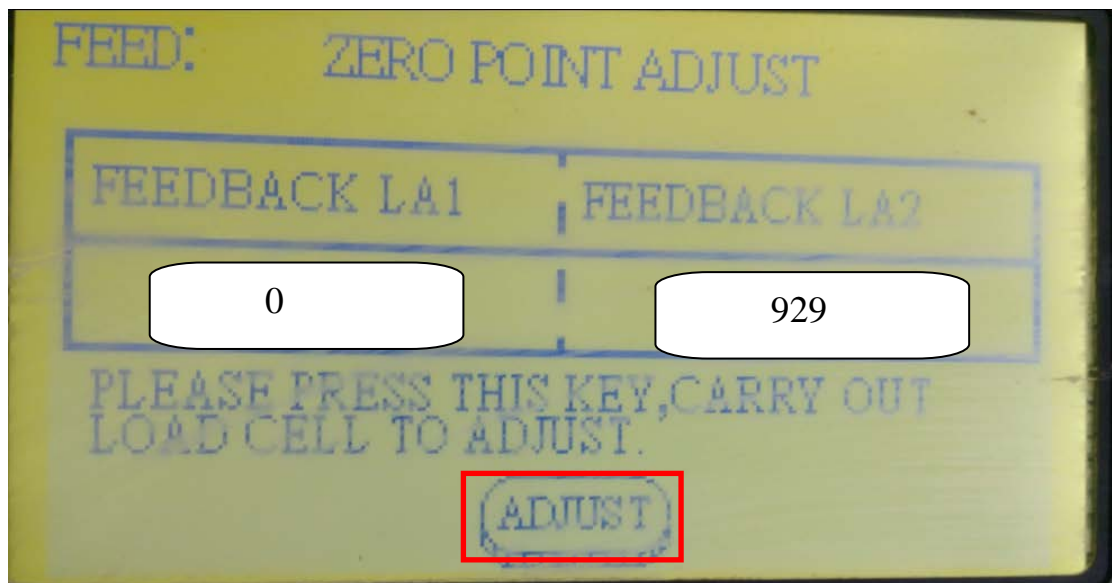 FEED: ZERO POINT ADJUST
FEEDBACK LA1 FEEDBACK LA2
0 929
PLEASE PRESS THIS KEY,CARRY OUT
LOAD CELL TO ADJUST.
ADJUST